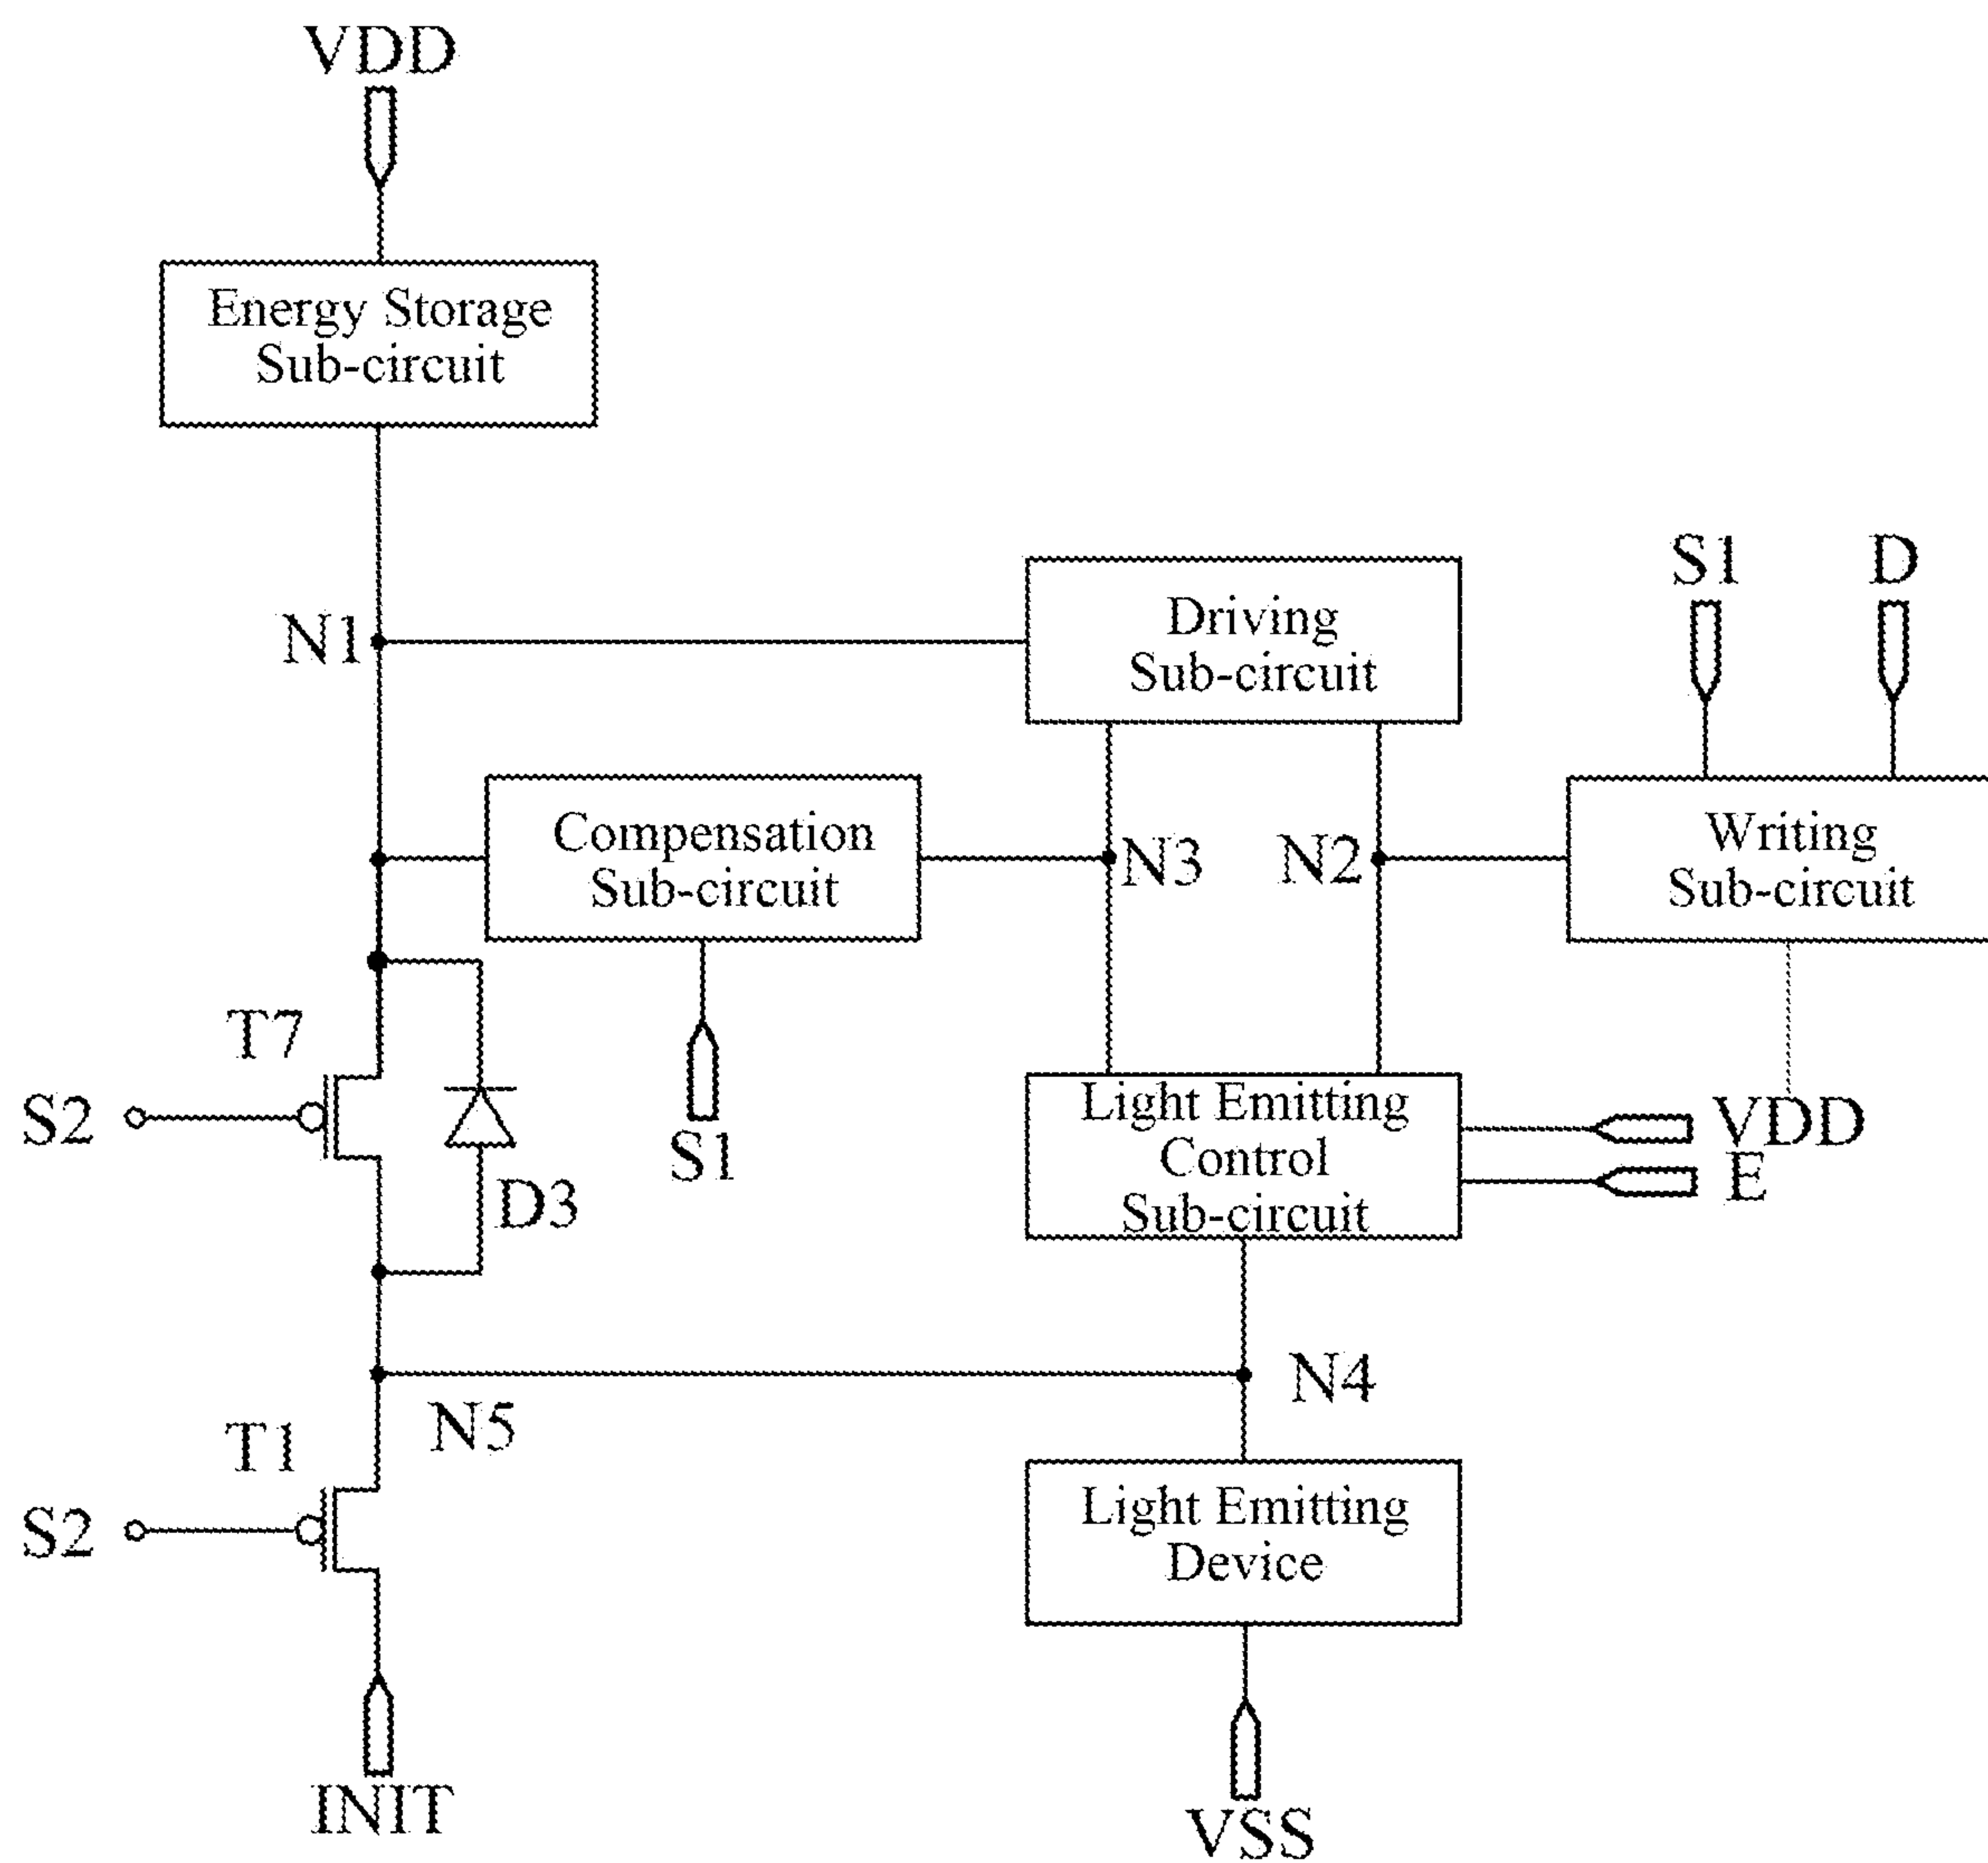 VDD
Energy Storage
Sub-circuit
S1
D
N1
Driving
Sub-circuit
Compensation
Sub-circuit
N3
N2
Writing
Sub-circuit
T7
S2
S1
D3
Light Emitting
Control
Sub-circuit
VDD
E
N4
N5
T1
S2
Light Emitting
Device
INIT
VSS